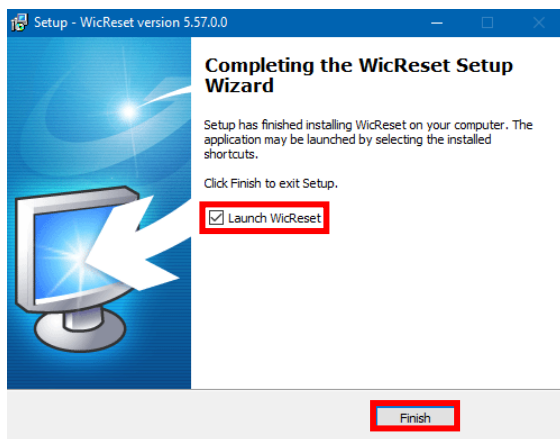 Setup - WicReset version 5.57.0.0
Completing the WicReset Setup
Wizard
Setup has finished installing WicReset on your computer. The
application may be launched by selecting the installed
shortcuts.
Click Finish to exit Setup.
Launch WicReset
Finish